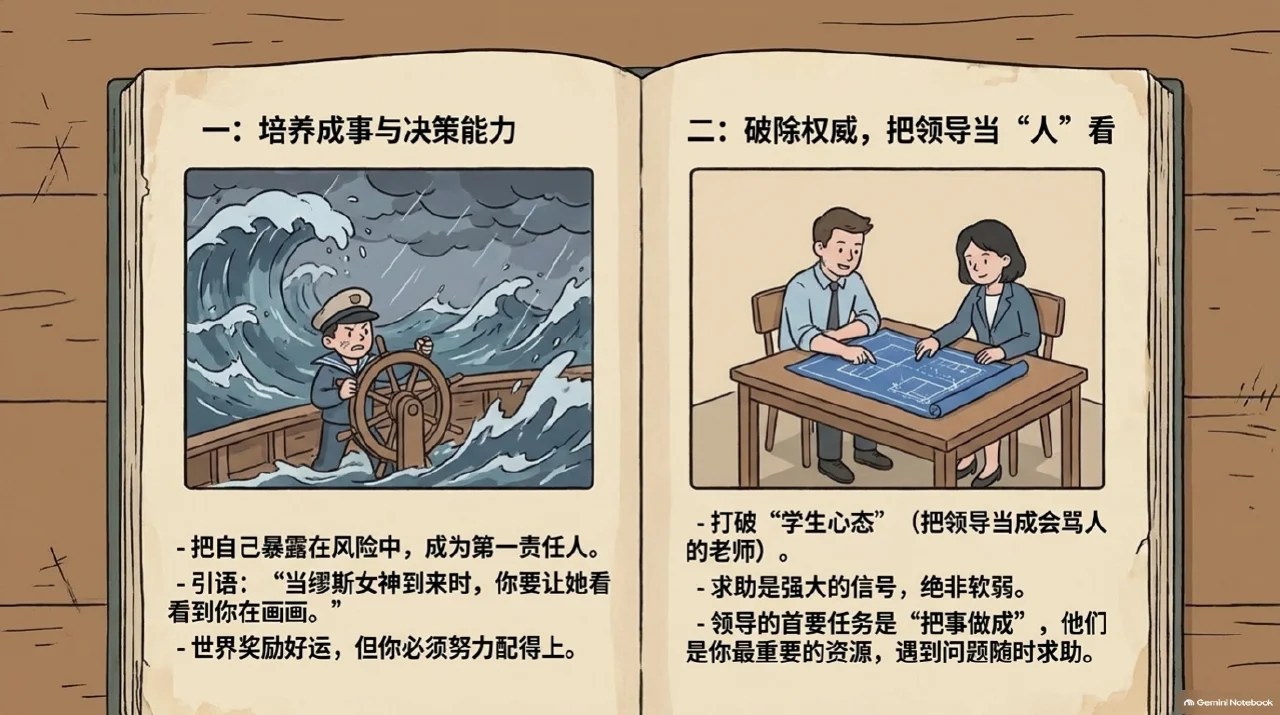 一：培养成事与决策能力
- 把自己暴露在风险中，成为第一责任人。
- 引语：“当缪斯女神到来时，你要让她看
看到你在画画。”
- 世界奖励好运，但你必须努力配得上。
二：破除权威，把领导当“人”看
- 打破“学生心态”（把领导当成会骂人
的老师）。
- 求助是强大的信号，绝非软弱。
- 领导的首要任务是“把事做成”，他们
是你最重要的资源，遇到问题随时求助。
Gemini Notebook